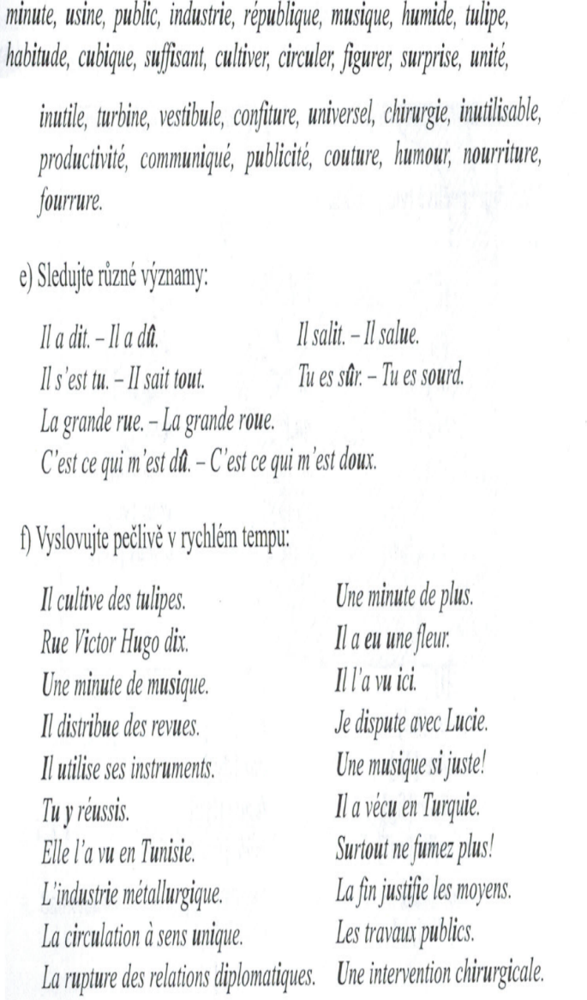 minute, usine, public, industrie, république, musique, humide, tulipe,
habitude, cubique, suffisant, cultiver, circuler, figurer, surprise, unité,
inutile, turbine, vestibule, confiture, universel, chirurgie, inutilisable,
productivité, communiqué, publicité, couture, humour, nourriture,
fourrure.
e) Sledujte různé významy:
Il a dit. – Il a dû. Il salit. – Il salue.
Il s'est tu. – Il sait tout. Tu es sûr. – Tu es sourd.
La grande rue. – La grande roue.
C'est ce qui m'est dû. – C'est ce qui m'est doux.
f) Vyslovujte pečlivě v rychlém tempu:
Il cultive des tulipes. Une minute de plus.
Rue Victor Hugo dix. Il a eu une fleur.
Une minute de musique. Il l'a vu ici.
Il distribue des revues. Je dispute avec Lucie.
Il utilise ses instruments. Une musique si juste!
Tu y réussis. Il a vécu en Turquie.
Elle l'a vu en Tunisie. Surtout ne fumez plus!
L'industrie métallurgique. La fin justifie les moyens.
La circulation à sens unique. Les travaux publics.
La rupture des relations diplomatiques. Une intervention chirurgicale.